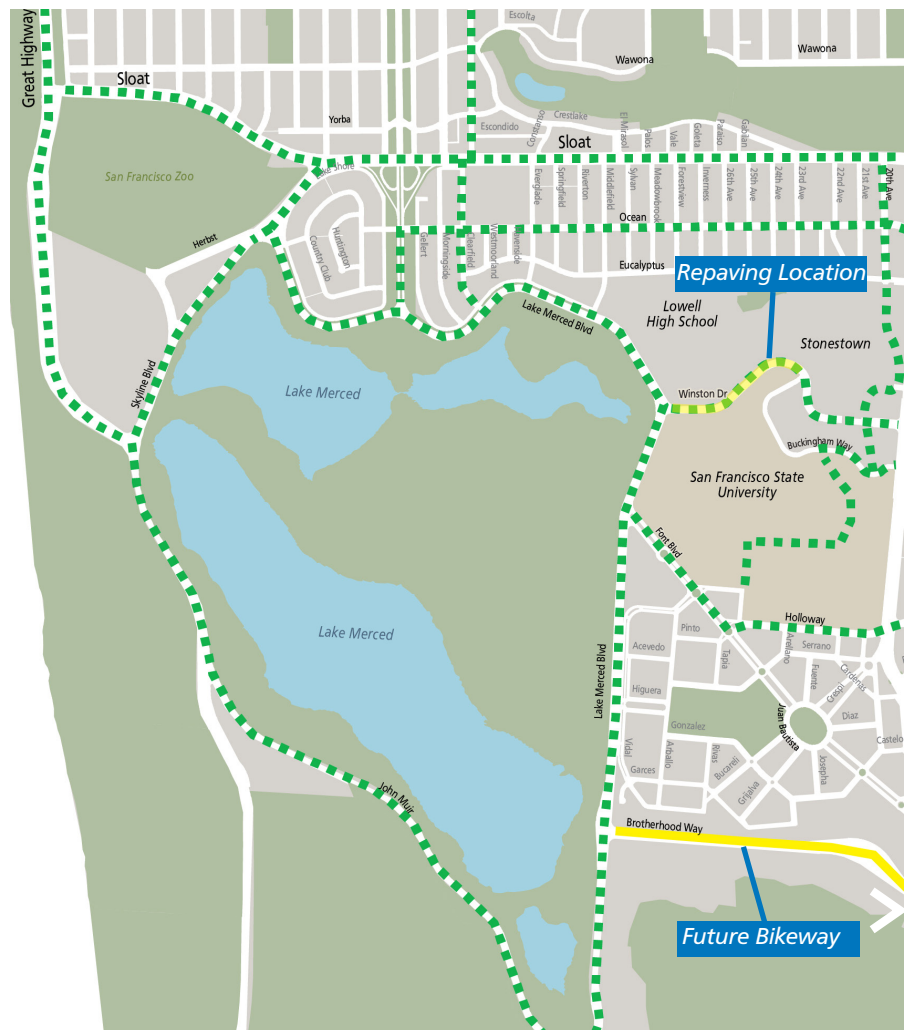 Great Highway
Escolta
Wawona
Wawona
Sloat
Yorba
Escondido
Constanso
Crestlake
El Mirasol
Palos
Vale
Goleta
Paraiso
Gabilan
Sloat
San Francisco Zoo
Lake Shore
Everglade
Springfield
Riverton
Middlefield
Sylvan
Meadowbrook
Forestview
Inverness
26th Ave
25th Ave
24th Ave
23rd Ave
22nd Ave
21st Ave
20th Ave
Ocean
Herbst
Country Club
Huntington
Gellert
Morningside
Clearfield
Westmoorland
Eucalyptus
Repaving Location
Lake Merced Blvd
Lowell
High School
Stonestown
Skyline Blvd
Lake Merced
Winston Dr
Buckingham Way
San Francisco State
University
Font Blvd
Holloway
Lake Merced
Pinto
Acevedo
Tapia
Arellano
Serrano
Fuente
Cardenas
Crespi
Higuera
Lake Merced Blvd
Gonzalez
Juan Bautista
Diaz
Castelo
Vidal
Arballo
Rivas
Bucareli
Garces
Grijalva
Josepha
John Muir
Brotherhood Way
Future Bikeway